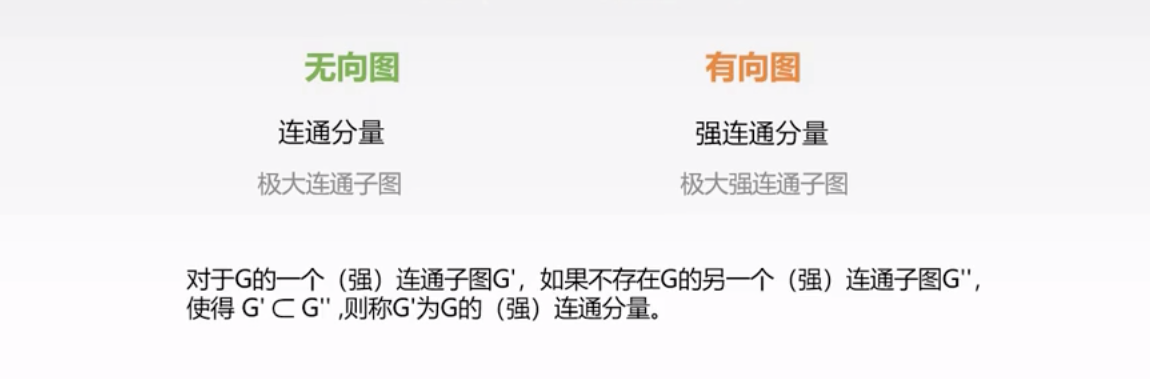 无向图 有向图
连通分量 强连通分量
极大连通子图 极大强连通子图
对于G的一个（强）连通子图G'，如果不存在G的另一个（强）连通子图G''，
使得 G' ⊂ G'' ,则称G'为G的（强）连通分量。